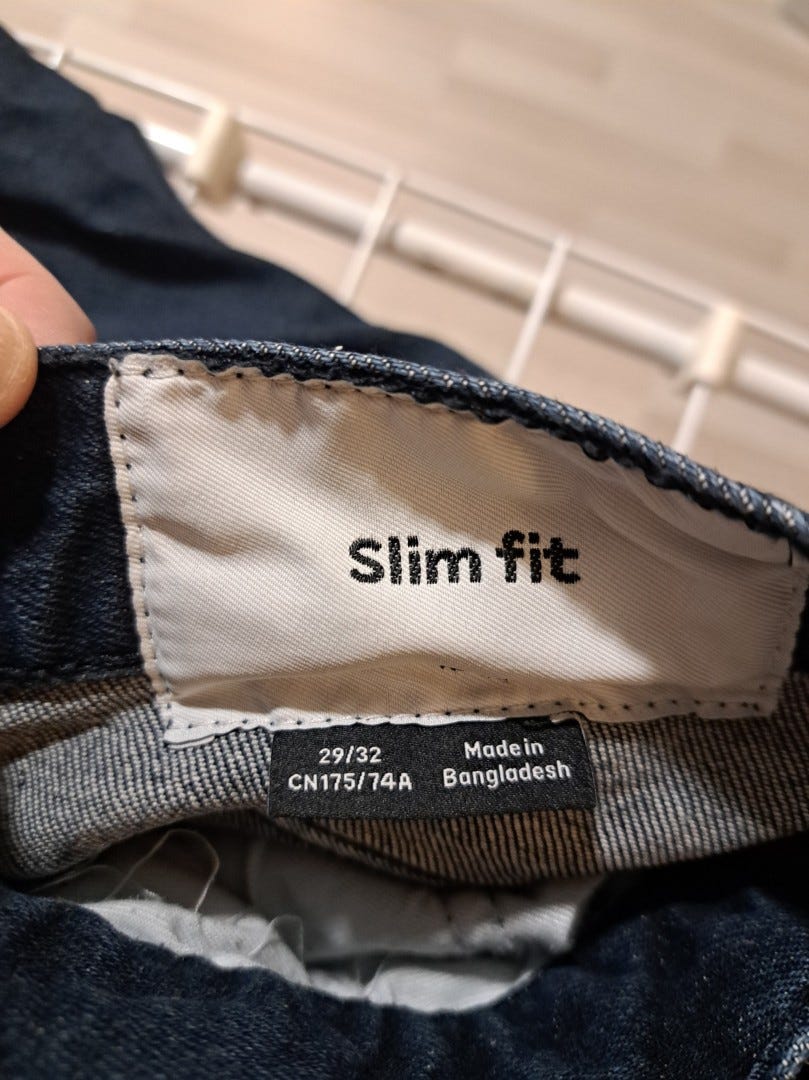 Slim fit
29/32
CN175/74A
Made in
Bangladesh